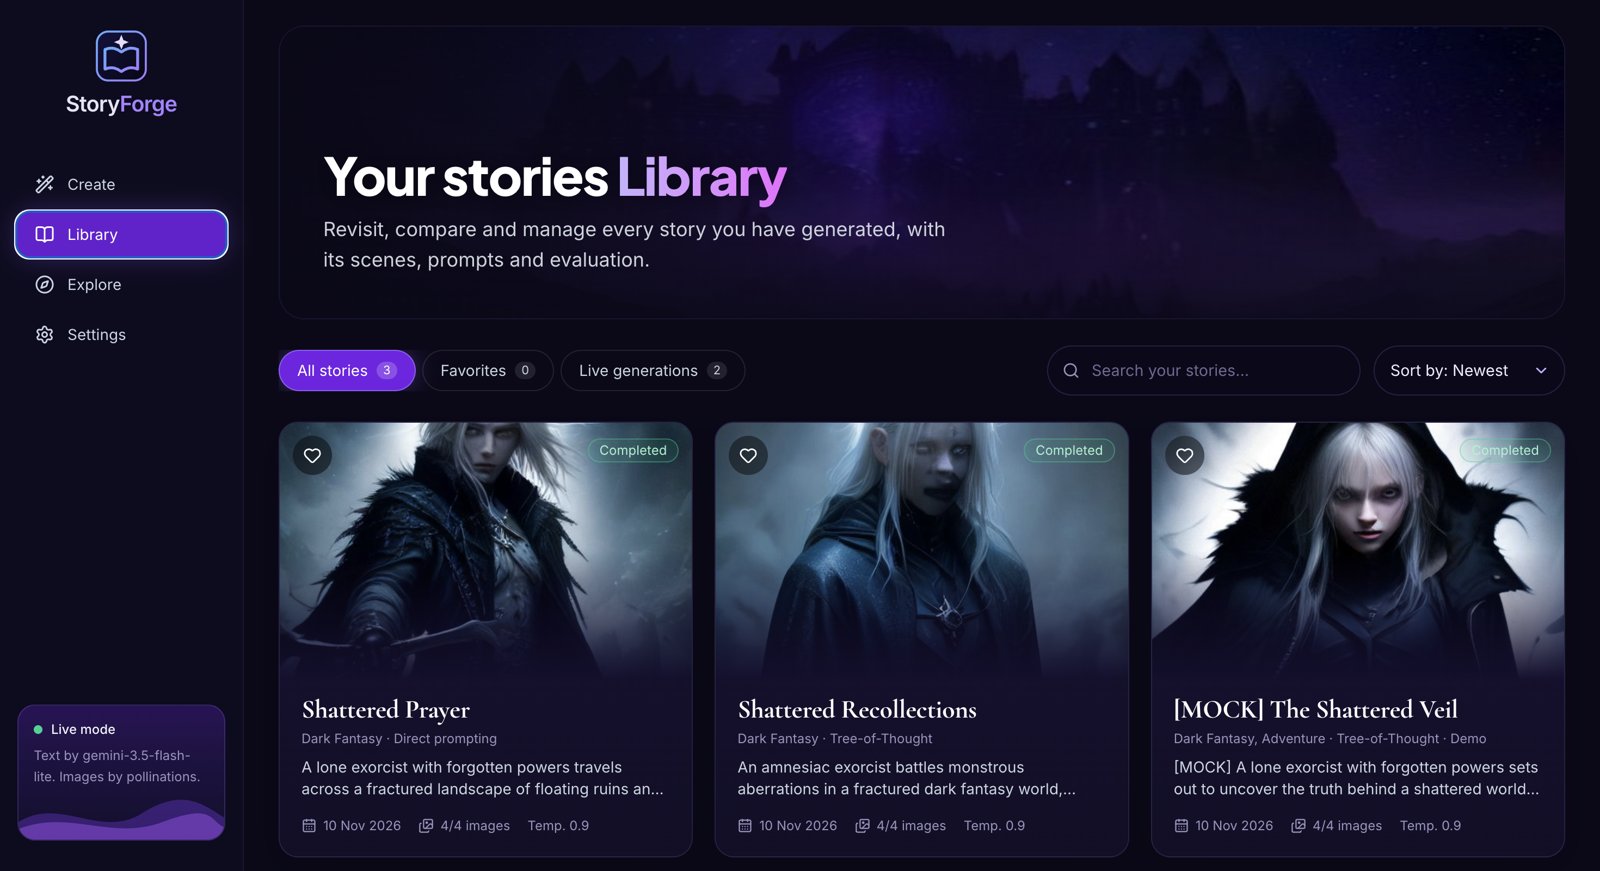 StoryForge
Create
Library
Explore
Settings
Live mode
Text by gemini-3.5-flash-
lite. Images by pollinations.
Your stories Library
Revisit, compare and manage every story you have generated, with
its scenes, prompts and evaluation.
All stories 3
Favorites 0
Live generations 2
Search your stories...
Sort by: Newest
Completed
Shattered Prayer
Dark Fantasy · Direct prompting
A lone exorcist with forgotten powers travels
across a fractured landscape of floating ruins an...
10 Nov 2026 4/4 images Temp. 0.9
Completed
Shattered Recollections
Dark Fantasy · Tree-of-Thought
An amnesiac exorcist battles monstrous
aberrations in a fractured dark fantasy world,...
10 Nov 2026 4/4 images Temp. 0.9
Completed
[MOCK] The Shattered Veil
Dark Fantasy, Adventure · Tree-of-Thought · Demo
[MOCK] A lone exorcist with forgotten powers sets
out to uncover the truth behind a shattered world...
10 Nov 2026 4/4 images Temp. 0.9